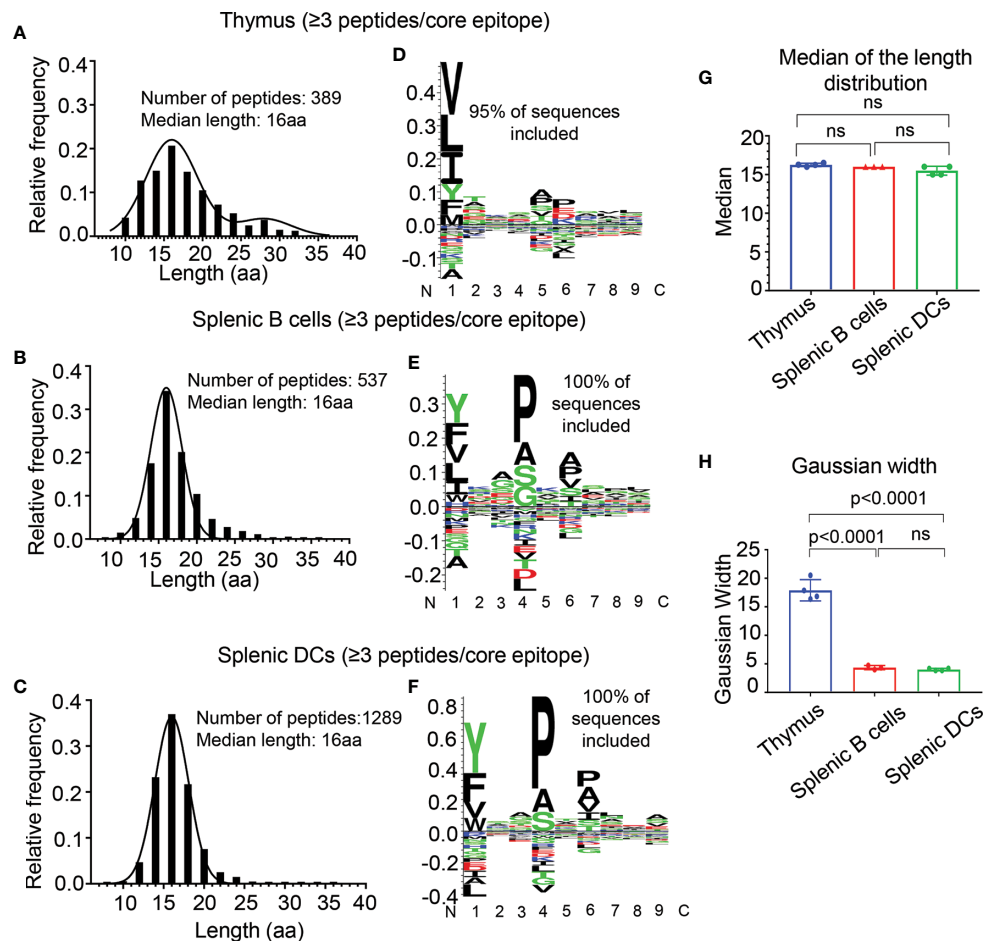 Thymus (≥3 peptides/core epitope)
A
Relative frequency
0.4
0.3
0.2
0.1
0.0
Number of peptides: 389
Median length: 16aa
10 15 20 25 30 35 40
Length (aa)
D
0.4
0.3
0.2
0.1
0.0
-0.1
95% of sequences
included
V
L
I
Y
F
M
A
N 1 2 3 4 5 6 7 8 9 C
Splenic B cells (≥3 peptides/core epitope)
B
Relative frequency
0.4
0.3
0.2
0.1
0.0
Number of peptides: 537
Median length: 16aa
10 15 20 25 30 35 40
Length (aa)
E
0.3
0.2
0.1
0.0
-0.1
-0.2
100% of
sequences
included
Y
F
V
L
I
W
A
P
A
S
G
D
L
A
P
N 1 2 3 4 5 6 7 8 9 C
Splenic DCs (≥3 peptides/core epitope)
C
Relative frequency
0.4
0.3
0.2
0.1
0.0
Number of peptides:1289
Median length: 16aa
10 15 20 25 30 35 40
Length (aa)
F
0.8
0.6
0.4
0.2
0.0
-0.2
-0.4
100% of
sequences
included
Y
F
V
W
L
P
A
S
G
V
P
A
N 1 2 3 4 5 6 7 8 9 C
G
Median of the length
distribution
ns
ns ns
Median
20
15
10
5
0
Thymus
Splenic B cells
Splenic DCs
H
Gaussian width
p<0.0001
p<0.0001 ns
Gaussian Width
25
20
15
10
5
0
Thymus
Splenic B cells
Splenic DCs